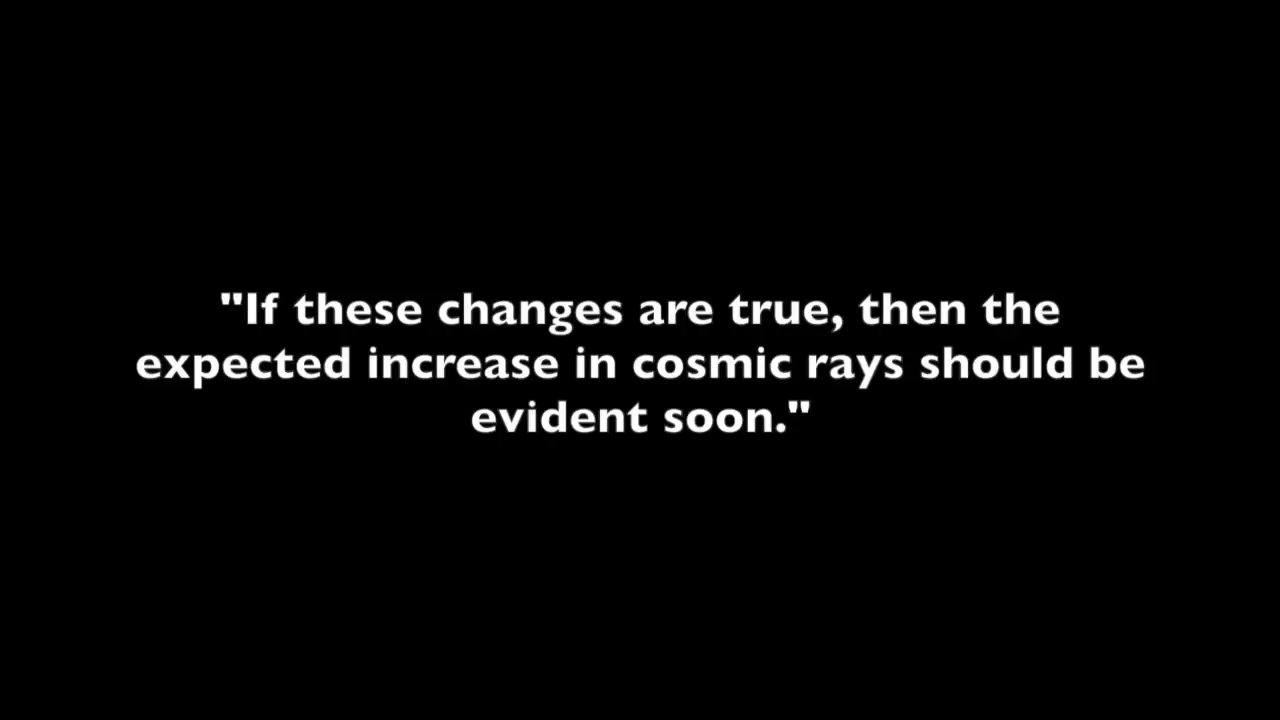 "If these changes are true, then the
expected increase in cosmic rays should be
evident soon."